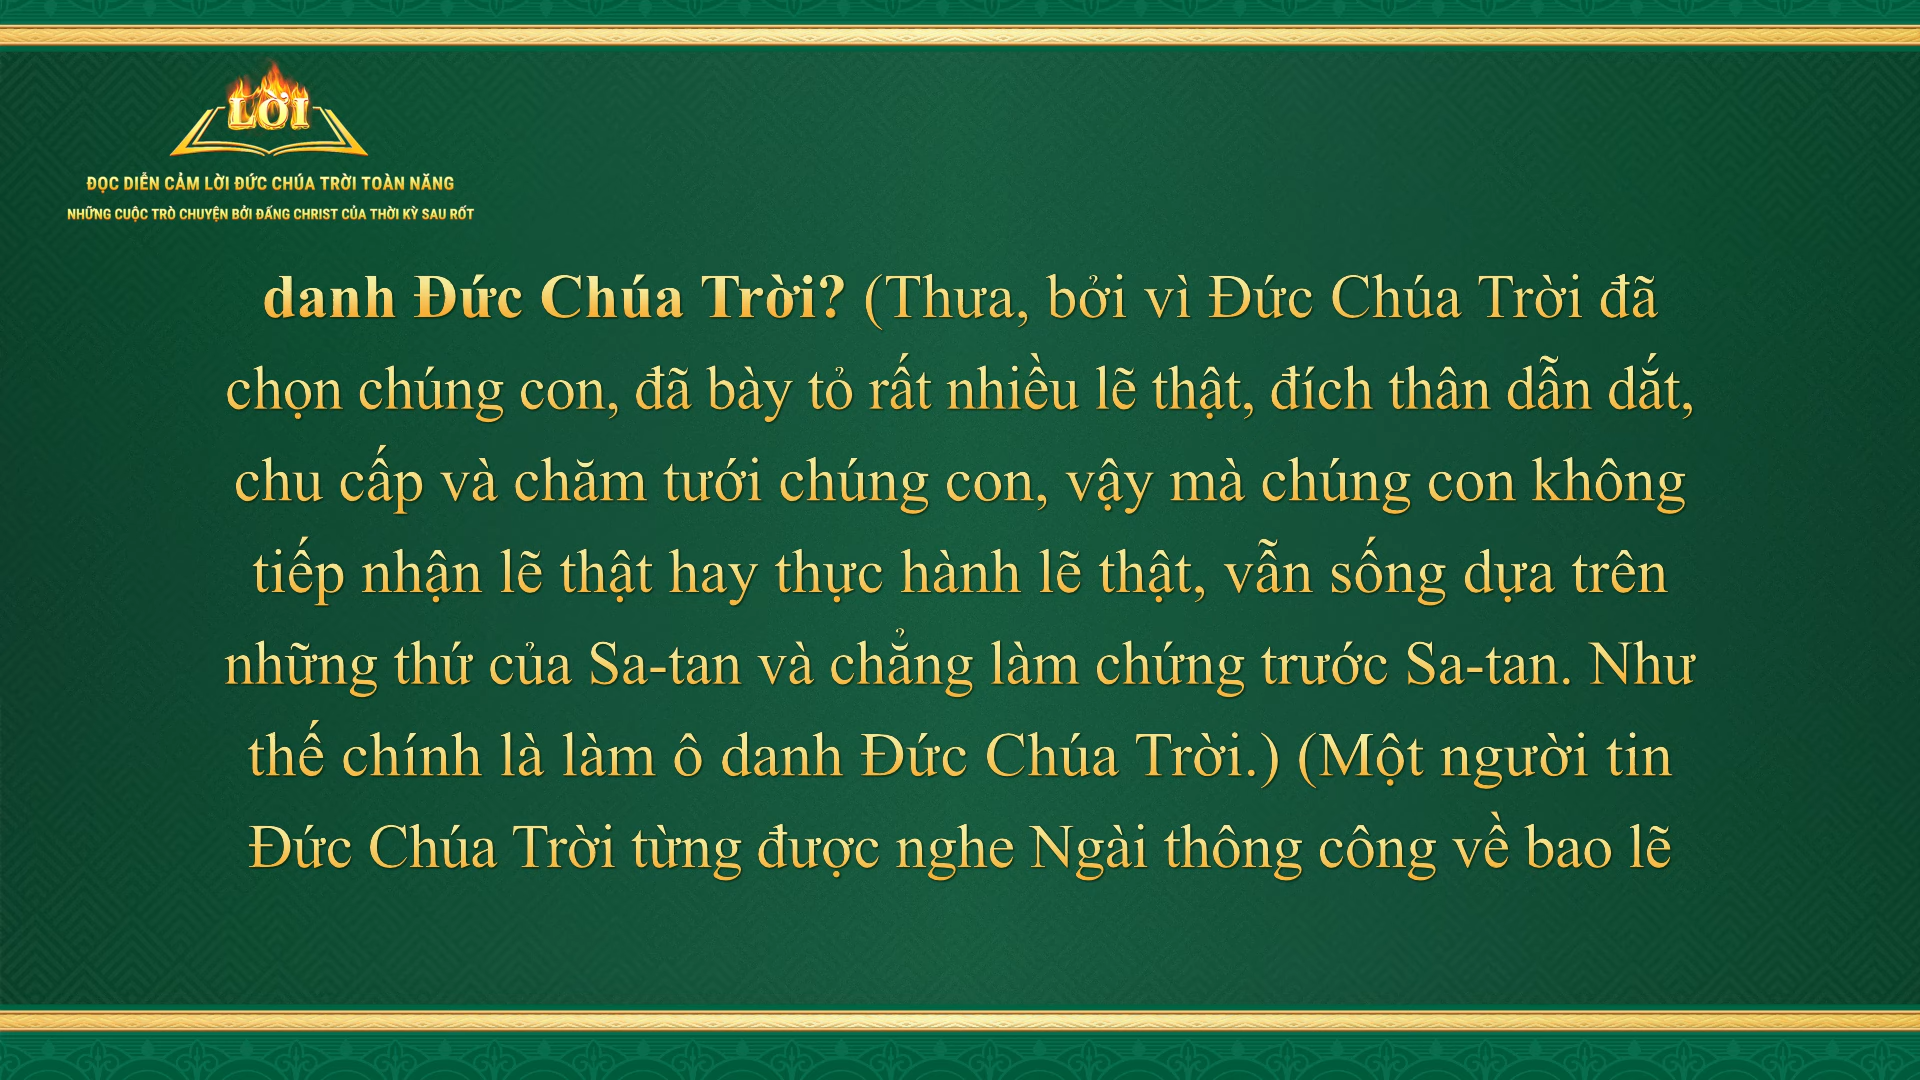 LỜI
ĐỌC DIỄN CẢM LỜI ĐỨC CHÚA TRỜI TOÀN NĂNG
NHỮNG CUỘC TRÒ CHUYỆN BỞI ĐẤNG CHRIST CỦA THỜI KỲ SAU RỐT
danh Đức Chúa Trời? (Thưa, bởi vì Đức Chúa Trời đã
chọn chúng con, đã bày tỏ rất nhiều lẽ thật, đích thân dẫn dắt,
chu cấp và chăm tưới chúng con, vậy mà chúng con không
tiếp nhận lẽ thật hay thực hành lẽ thật, vẫn sống dựa trên
những thứ của Sa-tan và chẳng làm chứng trước Sa-tan. Như
thế chính là làm ô danh Đức Chúa Trời.) (Một người tin
Đức Chúa Trời từng được nghe Ngài thông công về bao lẽ